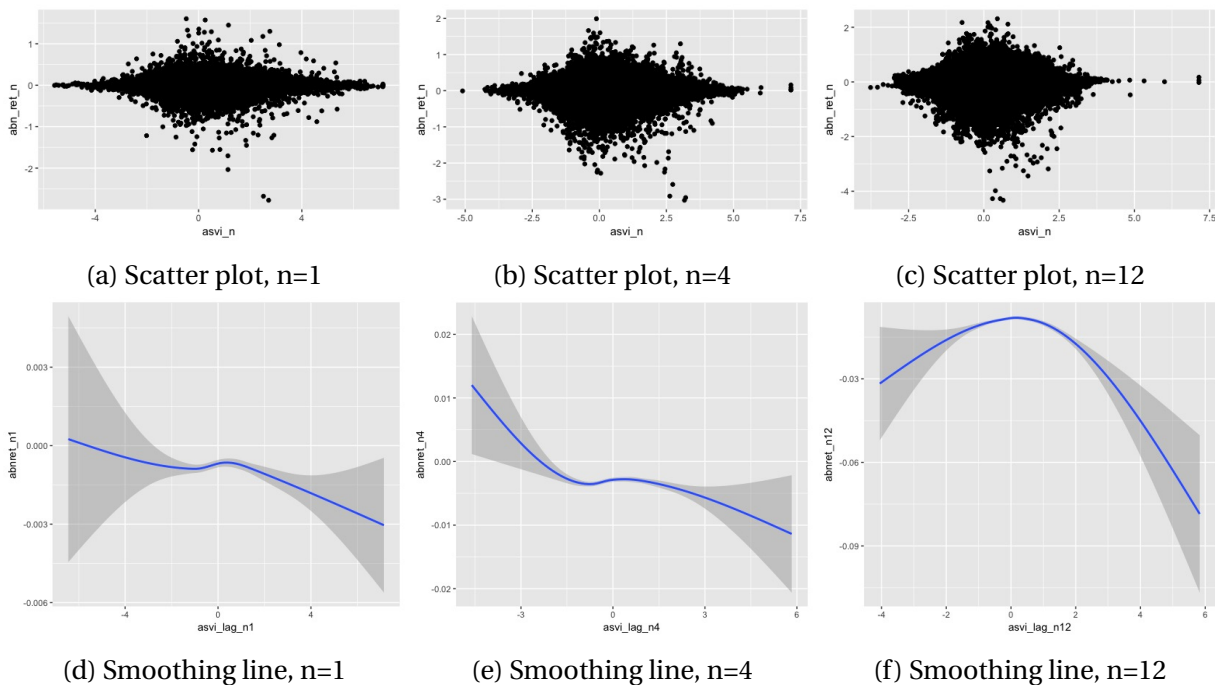 abn_ret_n
1
0
-1
-2
-4
0
4
asvi_n
abn_ret_n
2
1
0
-1
-2
-3
-5.0
-2.5
0.0
2.5
5.0
7.5
asvi_n
abn_ret_n
2
0
-2
-4
-2.5
0.0
2.5
5.0
7.5
asvi_n
(a) Scatter plot, n=1
(b) Scatter plot, n=4
(c) Scatter plot, n=12
abnret_n1
0.003
0.000
-0.003
-0.006
-4
0
4
asvi_lag_n1
abnret_n4
0.02
0.01
0.00
-0.01
-0.02
-3
0
3
6
asvi_lag_n4
abnret_n12
-0.03
-0.06
-0.09
-4
-2
0
2
4
6
asvi_lag_n12
(d) Smoothing line, n=1
(e) Smoothing line, n=4
(f) Smoothing line, n=12